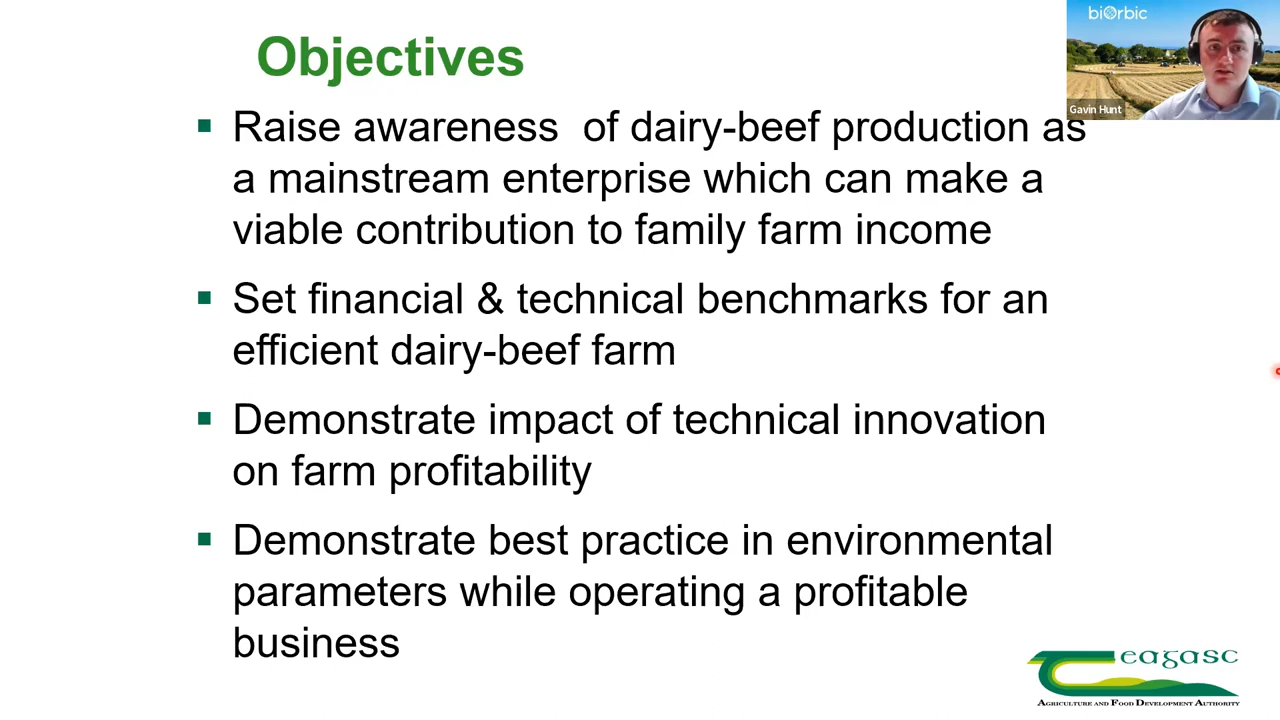 Objectives
biOrbic
Gavin Hunt
▪ Raise awareness  of dairy-beef production as
a mainstream enterprise which can make a
viable contribution to family farm income
▪ Set financial & technical benchmarks for an
efficient dairy-beef farm
▪ Demonstrate impact of technical innovation
on farm profitability
▪ Demonstrate best practice in environmental
parameters while operating a profitable
business
Teagasc
Agriculture and Food Development Authority